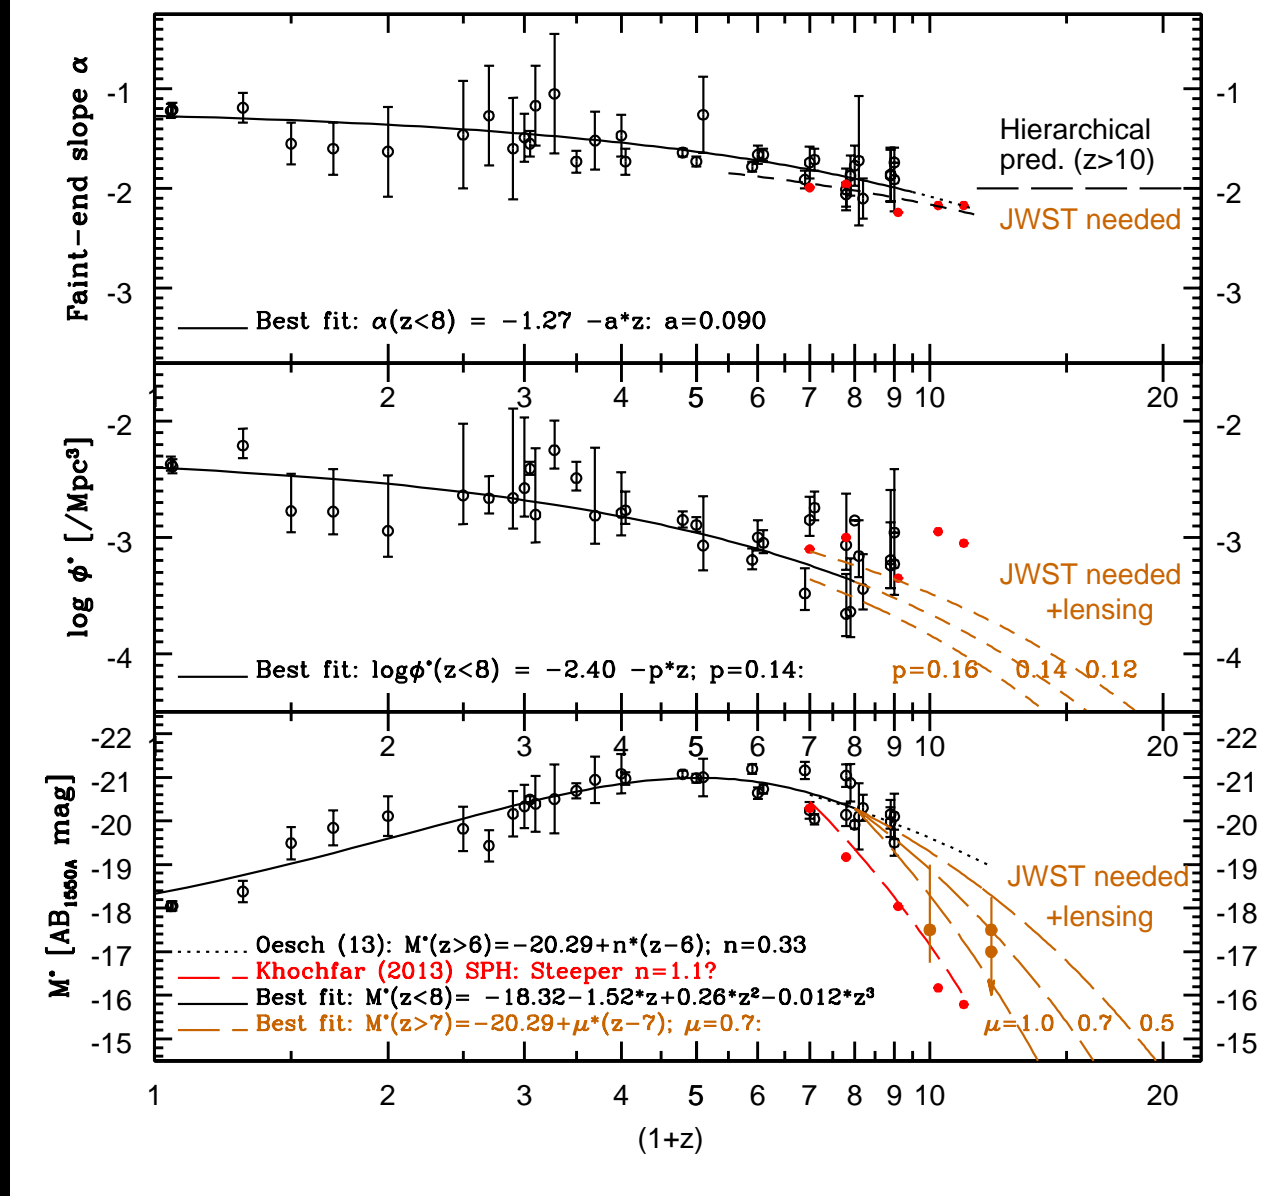 Faint-end slope α
-1
-2
-3
-1
-2
-3
Hierarchical
pred. (z>10)
JWST needed
Best fit: α(z<8) = -1.27 -a*z: a=0.090
1 2 3 4 5 6 7 8 9 10 20
log ϕ* [/Mpc³]
-2
-3
-4
-2
-3
-4
JWST needed
+lensing
Best fit: logϕ*(z<8) = -2.40 -p*z; p=0.14: p=0.16 0.14 0.12
1 2 3 4 5 6 7 8 9 10 20
M* [AB1550A mag]
-22
-21
-20
-19
-18
-17
-16
-15
-22
-21
-20
-19
-18
-17
-16
-15
JWST needed
+lensing
Oesch (13): M*(z>6)=-20.29+n*(z-6); n=0.33
Khochfar (2013) SPH: Steeper n=1.1?
Best fit: M*(z<8)= -18.32-1.52*z+0.26*z²-0.012*z³
Best fit: M*(z>7)=-20.29+μ*(z-7); μ=0.7: μ=1.0 0.7 0.5
1 2 3 4 5 6 7 8 9 10 20
(1+z)